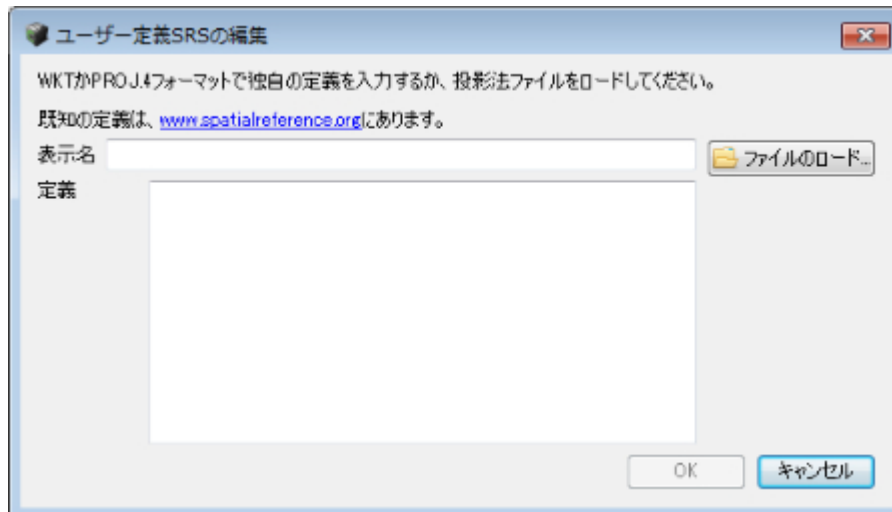 ユーザー定義SRSの編集
WKTかPROJ.4フォーマットで独自の定義を入力するか、投影法ファイルをロードしてください。
既知の定義は、www.spatialreference.orgにあります。
表示名
ファイルのロード...
定義
OK
キャンセル